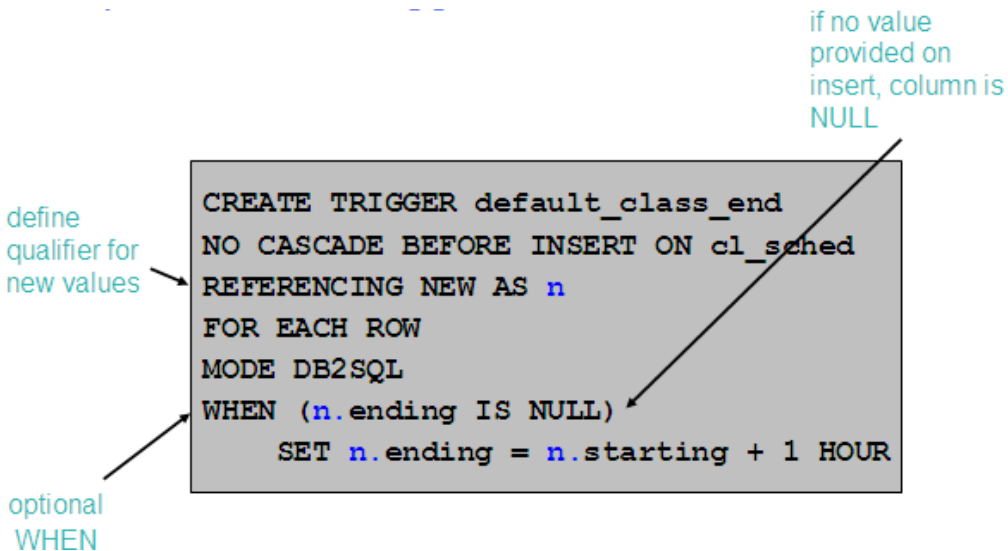 if no value
provided on
insert, column is
NULL
define
qualifier for
new values
CREATE TRIGGER default_class_end
NO CASCADE BEFORE INSERT ON cl_sched
REFERENCING NEW AS n
FOR EACH ROW
MODE DB2SQL
WHEN (n.ending IS NULL)
SET n.ending = n.starting + 1 HOUR
optional
WHEN